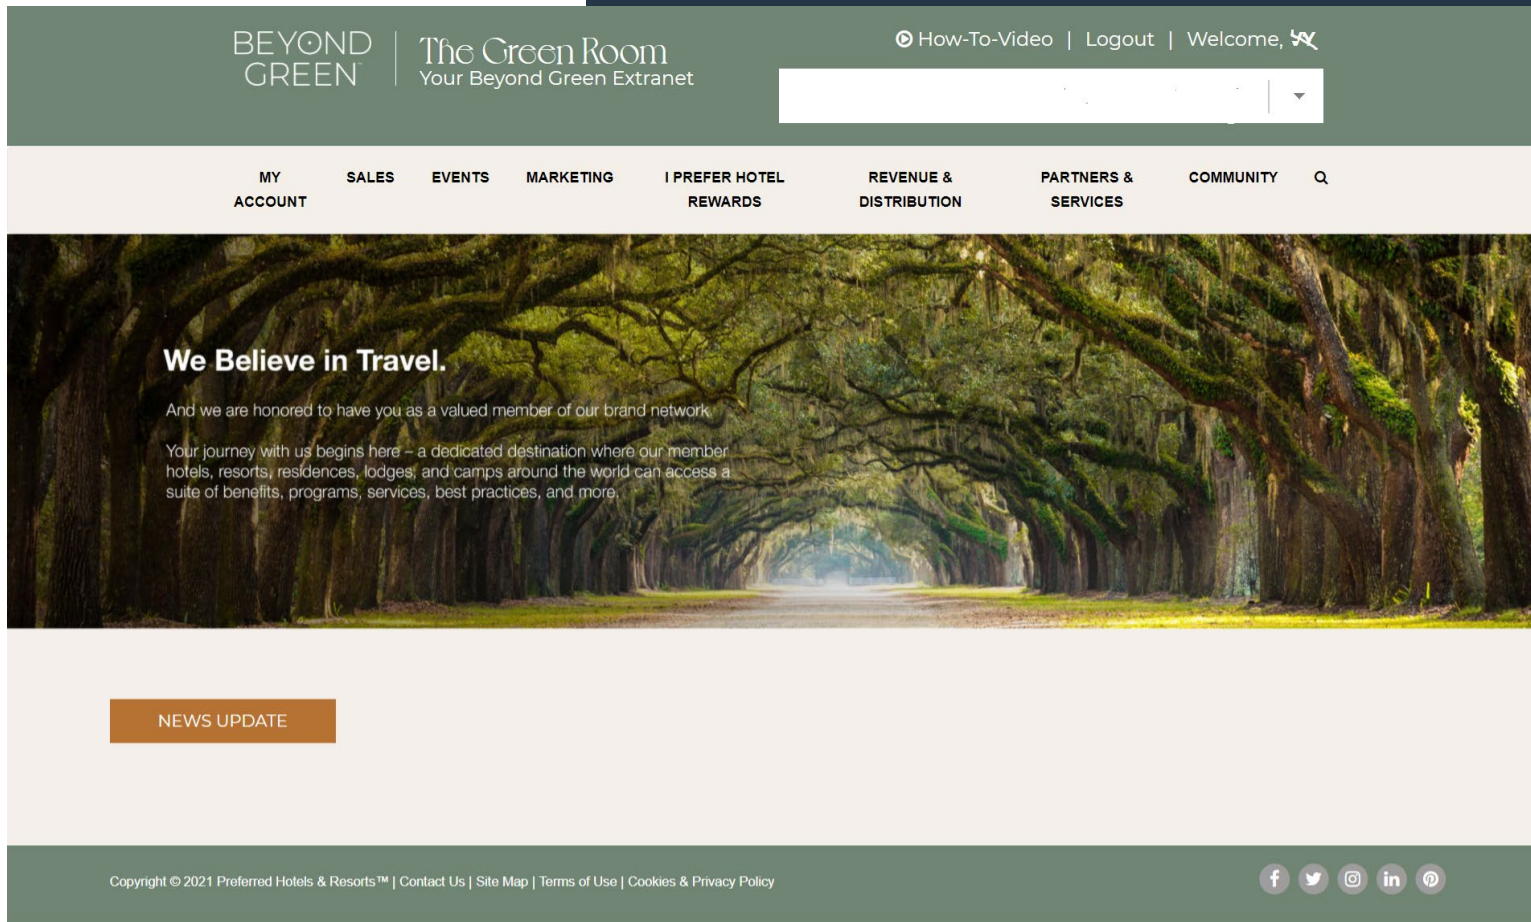 BEYOND
GREEN™
The Green Room
Your Beyond Green Extranet
How-To-Video | Logout | Welcome,
MY
ACCOUNT
SALES
EVENTS
MARKETING
I PREFER HOTEL
REWARDS
REVENUE &
DISTRIBUTION
PARTNERS &
SERVICES
COMMUNITY
We Believe in Travel.
And we are honored to have you as a valued member of our brand network.
Your journey with us begins here – a dedicated destination where our member
hotels, resorts, residences, lodges, and camps around the world can access a
suite of benefits, programs, services, best practices, and more.
NEWS UPDATE
Copyright © 2021 Preferred Hotels & Resorts™ | Contact Us | Site Map | Terms of Use | Cookies & Privacy Policy